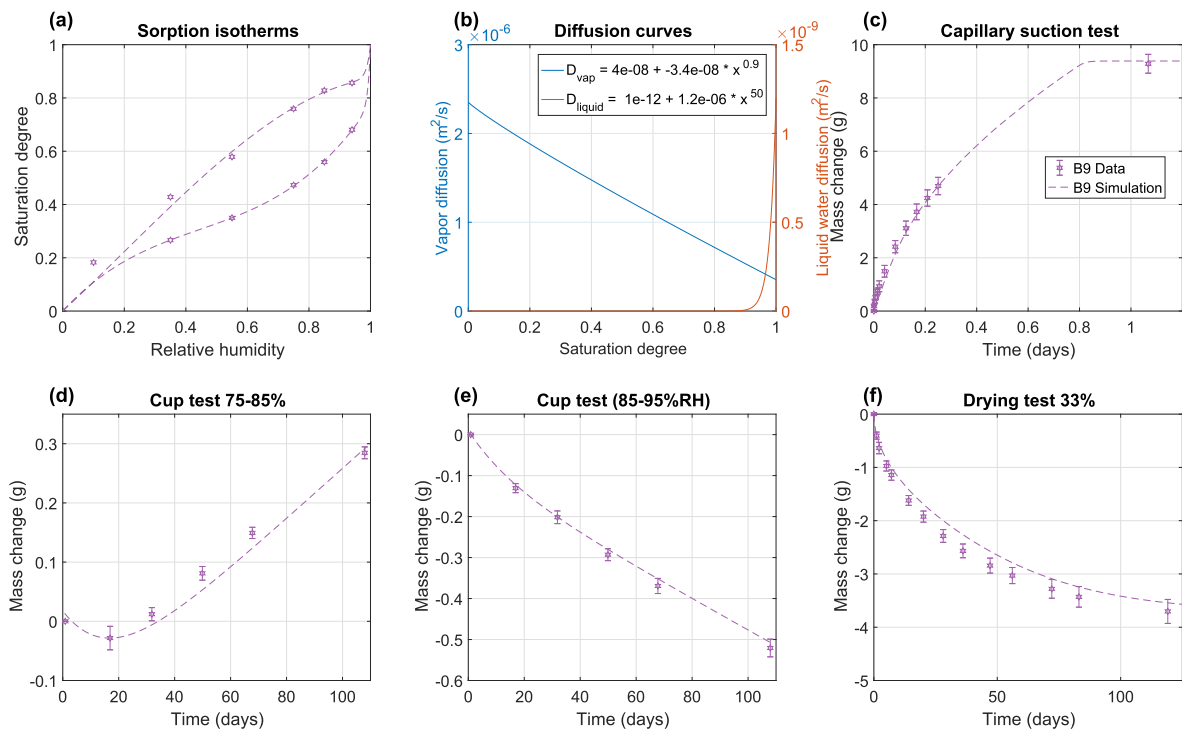 (a)
Sorption isotherms
1
0.8
0.6
0.4
0.2
0
Saturation degree
0
0.2
0.4
0.6
0.8
1
Relative humidity
(b)
Diffusion curves
×10-6
×10-9
3
2
1
0
Vapor diffusion (m2/s)
1.5
1
0.5
0
Liquid water diffusion (m2/s)
Dvap = 4e-08 + -3.4e-08 * x0.9
Dliquid = 1e-12 + 1.2e-06 * x50
0
0.2
0.4
0.6
0.8
1
Saturation degree
(c)
Capillary suction test
10
8
6
4
2
0
Mass change (g)
B9 Data
B9 Simulation
0
0.2
0.4
0.6
0.8
1
Time (days)
(d)
Cup test 75-85%
0.3
0.2
0.1
0
-0.1
Mass change (g)
0
20
40
60
80
100
Time (days)
(e)
Cup test (85-95%RH)
0
-0.1
-0.2
-0.3
-0.4
-0.5
-0.6
Mass change (g)
0
20
40
60
80
100
Time (days)
(f)
Drying test 33%
0
-1
-2
-3
-4
-5
Mass change (g)
0
50
100
Time (days)